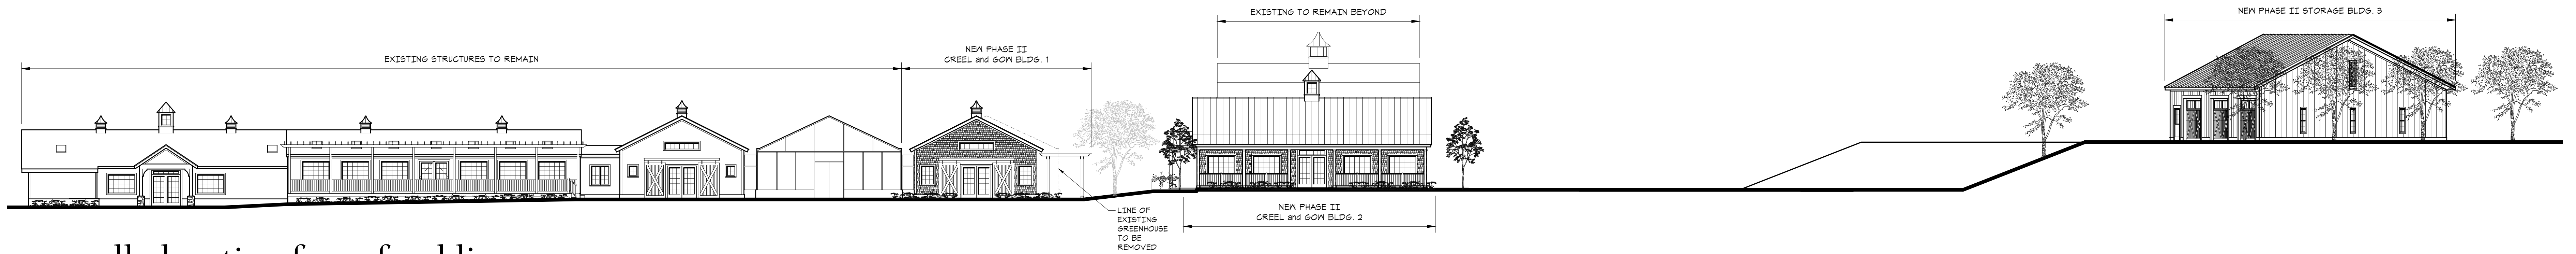 EXISTING TO REMAIN BEYOND
NEW PHASE II STORAGE BLDG. 3
EXISTING STRUCTURES TO REMAIN
NEW PHASE II
CREEL and GOW BLDG. 1
LINE OF
EXISTING
GREENHOUSE
TO BE
REMOVED
NEW PHASE II
CREEL and GOW BLDG. 2